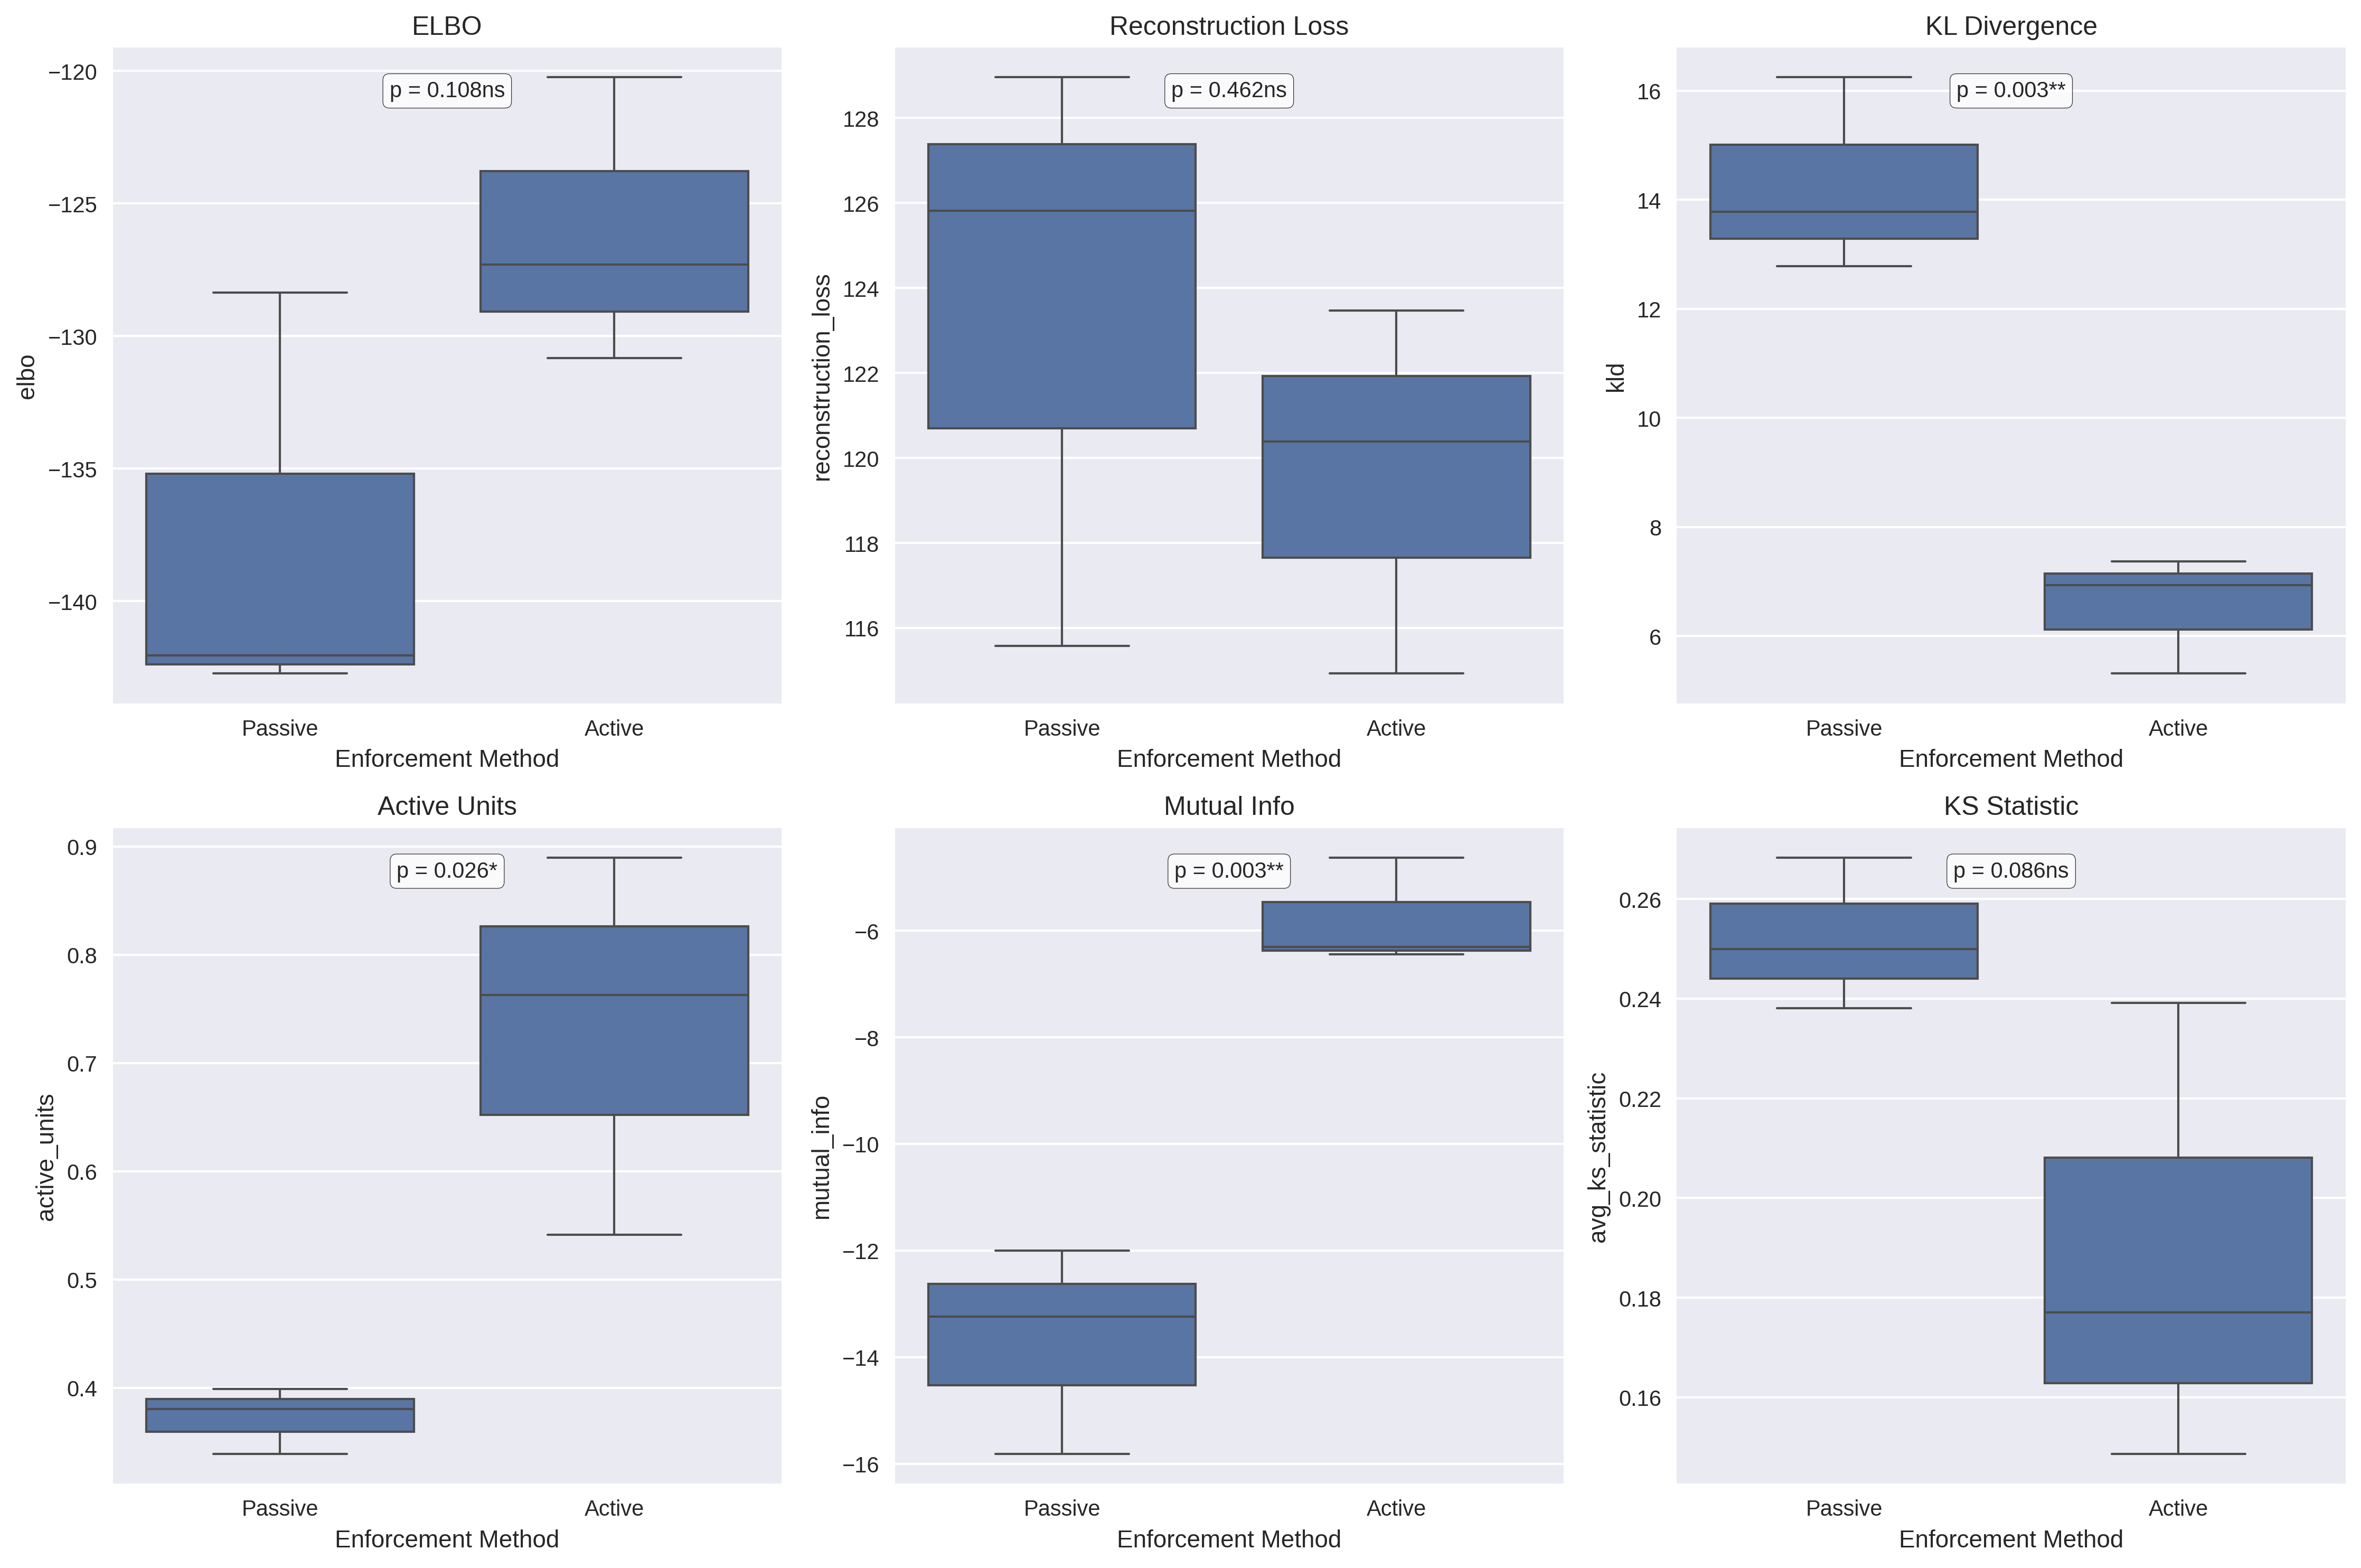 ELBO
−120
−125
−130
−135
−140
elbo
p = 0.108ns
Passive
Active
Enforcement Method
Reconstruction Loss
128
126
124
122
120
118
116
reconstruction_loss
p = 0.462ns
Passive
Active
Enforcement Method
KL Divergence
16
14
12
10
8
6
kld
p = 0.003**
Passive
Active
Enforcement Method
Active Units
0.9
0.8
0.7
0.6
0.5
0.4
active_units
p = 0.026*
Passive
Active
Enforcement Method
Mutual Info
−6
−8
−10
−12
−14
−16
mutual_info
p = 0.003**
Passive
Active
Enforcement Method
KS Statistic
0.26
0.24
0.22
0.20
0.18
0.16
avg_ks_statistic
p = 0.086ns
Passive
Active
Enforcement Method